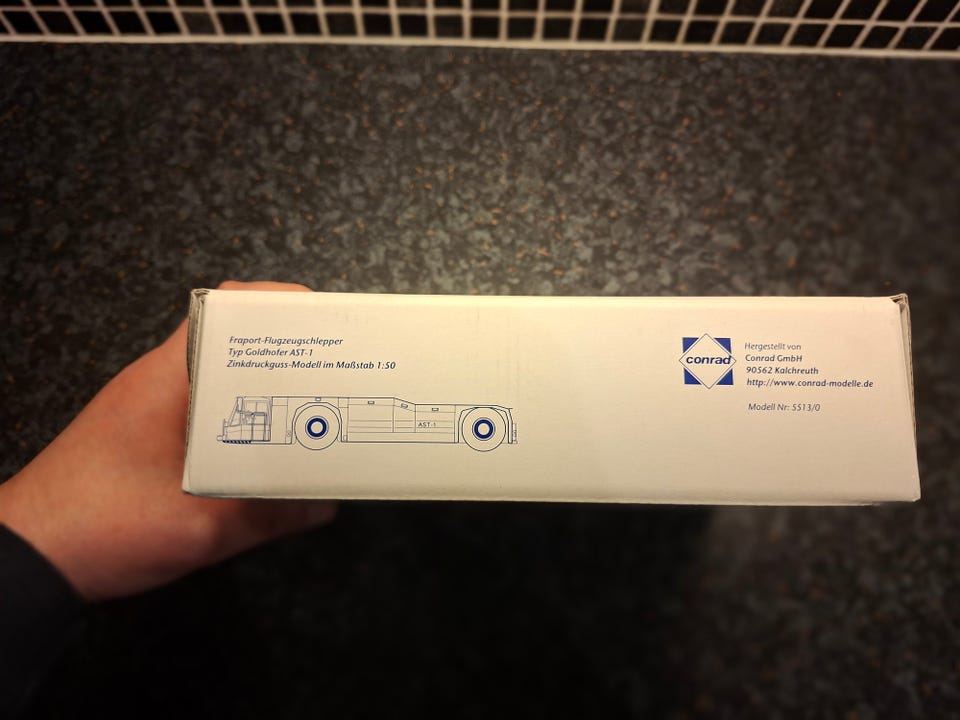 Fraport-Flugzeugschlepper
Typ Goldhofer AST-1
Zinkdruckguss-Modell im Maßstab 1:50
AST-1
conrad
Hergestellt von
Conrad GmbH
90562 Kalchreuth
http://www.conrad-modelle.de
Modell Nr: 5513/0